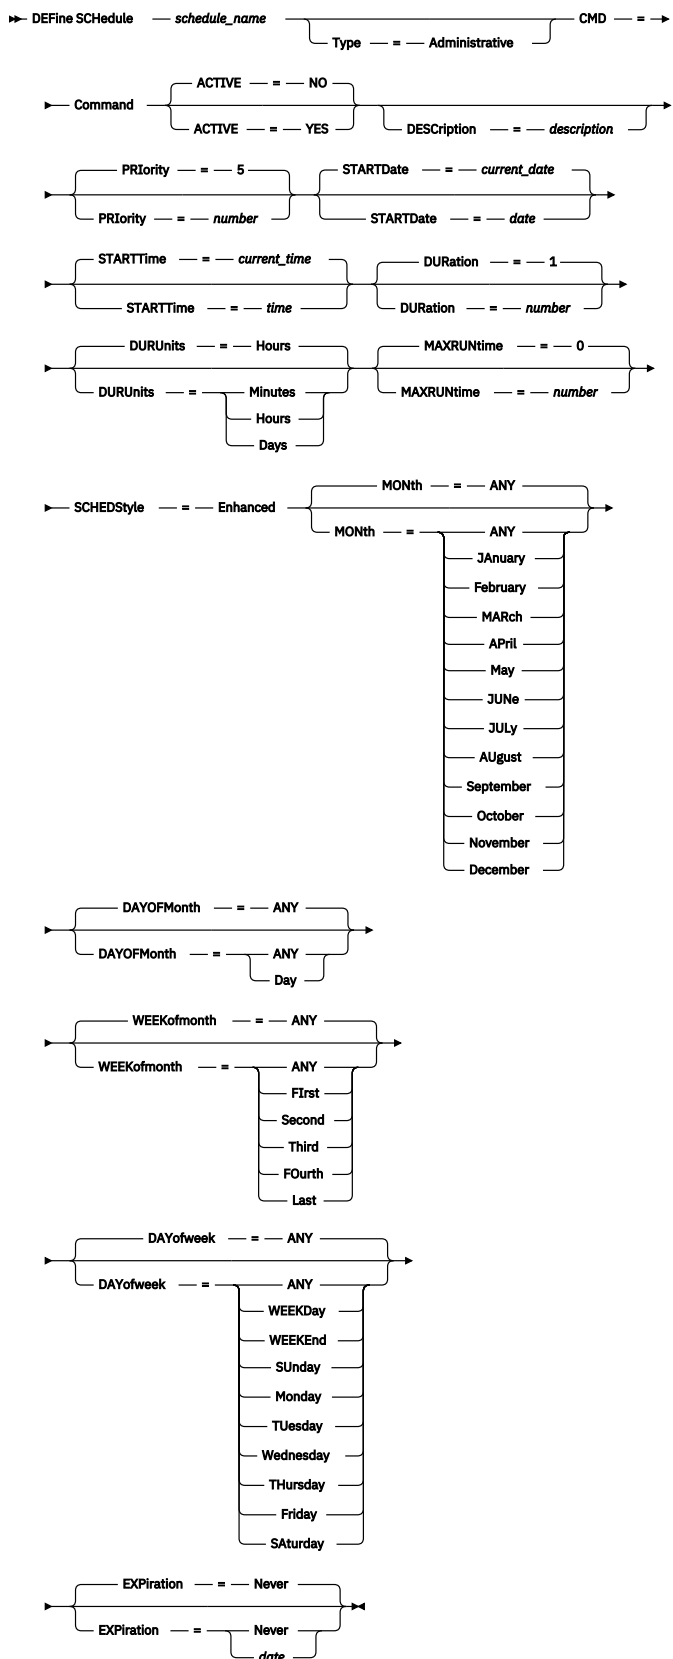 DEFine SCHedule — schedule_name — Type — = — Administrative — CMD — =
Command
ACTIVE — = — NO
ACTIVE — = — YES
DESCription — = — description
PRIority — = — 5
PRIority — = — number
STARTDate — = — current_date
STARTDate — = — date
STARTTime — = — current_time
STARTTime — = — time
DURation — = — 1
DURation — = — number
DURUnits — = — Hours
DURUnits — = — Minutes
Hours
Days
MAXRUNtime — = — 0
MAXRUNtime — = — number
SCHEDStyle — = — Enhanced
MONth — = — ANY
MONth — = — ANY
JAnuary
February
MARch
APril
May
JUNe
JULy
AUgust
September
October
November
December
DAYOFMonth — = — ANY
DAYOFMonth — = — ANY
Day
WEEKofmonth — = — ANY
WEEKofmonth — = — ANY
FIrst
Second
Third
FOurth
Last
DAYofweek — = — ANY
DAYofweek — = — ANY
WEEKDay
WEEKEnd
SUnday
Monday
TUesday
Wednesday
THursday
Friday
SAturday
EXPiration — = — Never
EXPiration — = — Never
date